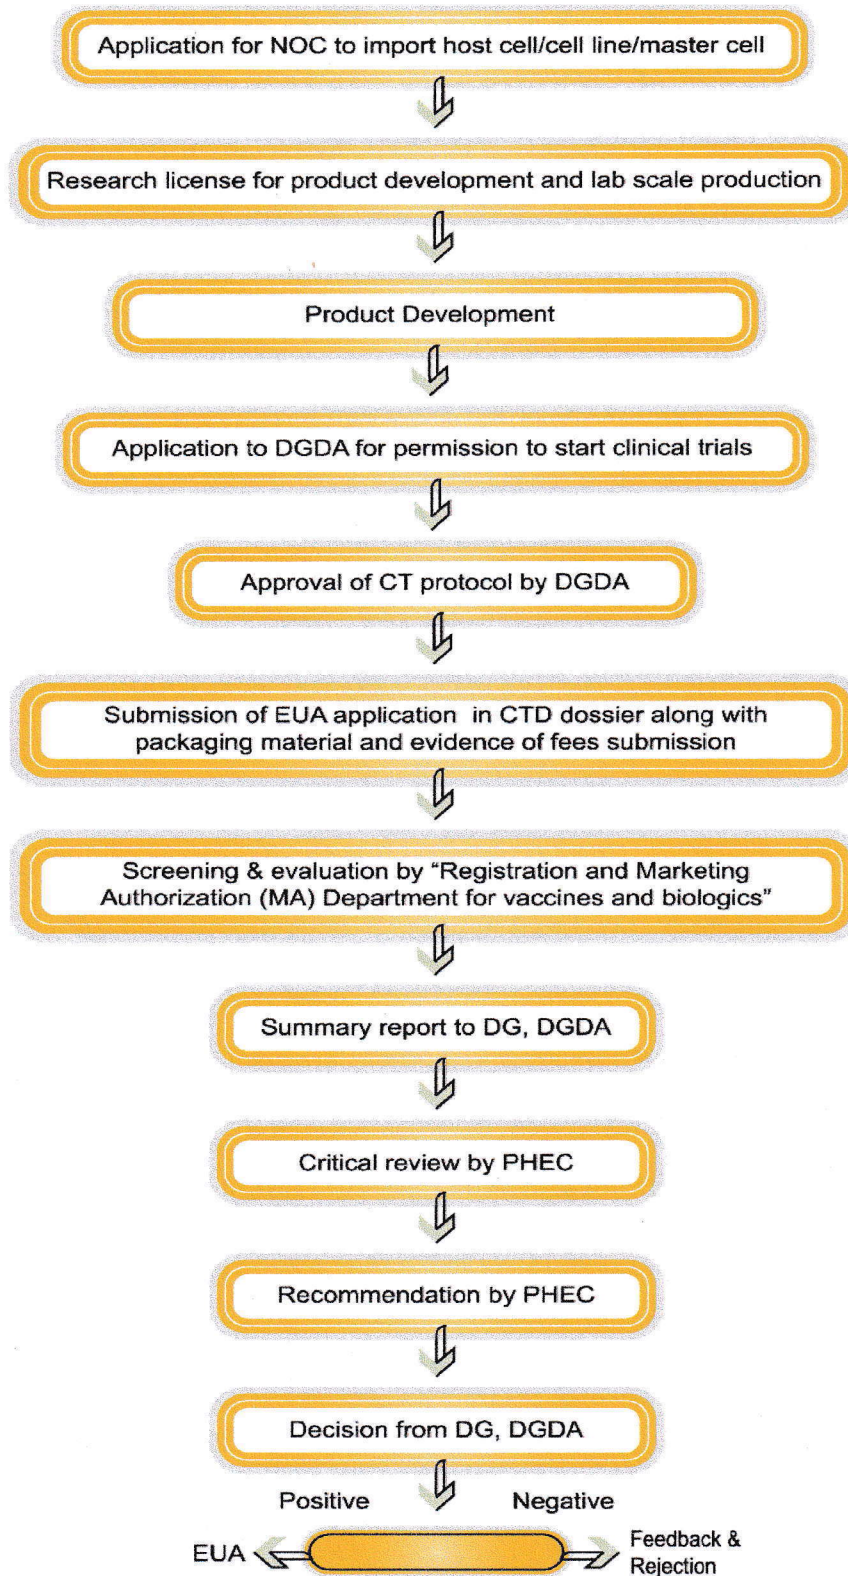 Application for NOC to import host cell/cell line/master cell
Research license for product development and lab scale production
Product Development
Application to DGDA for permission to start clinical trials
Approval of CT protocol by DGDA
Submission of EUA application in CTD dossier along with
packaging material and evidence of fees submission
Screening & evaluation by “Registration and Marketing
Authorization (MA) Department for vaccines and biologics”
Summary report to DG, DGDA
Critical review by PHEC
Recommendation by PHEC
Decision from DG, DGDA
Positive Negative
EUA Feedback &
Rejection